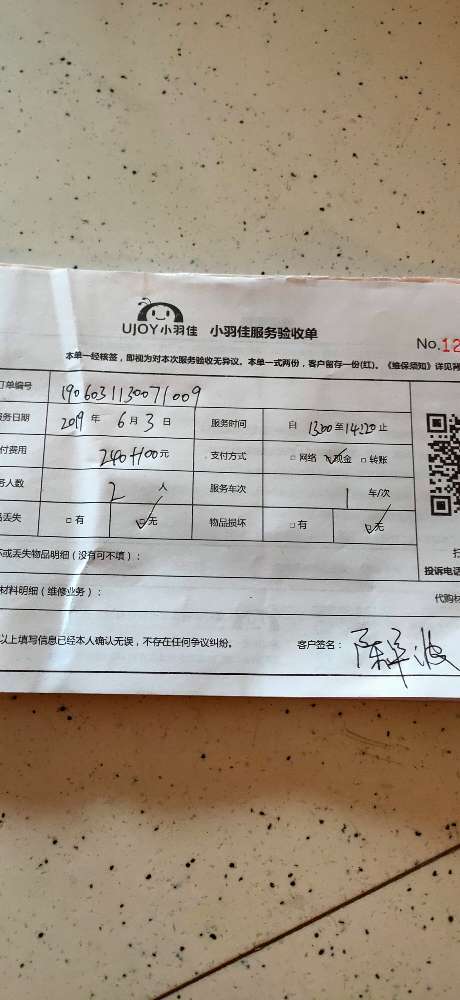 UJOY小羽佳 小羽佳服务验收单
No.12
本单一经核签，即视为对本次服务验收无异议。本单一式两份，客户留存一份(红)。《维保须知》详见背
订单编号 1906031130071009
服务日期 2019 年 6 月 3 日 服务时间 自 1300 至 1420 止
付费用 240+100 元 支付方式 □ 网络 ☑ 现金 □ 转账
务人数 2 人 服务车次 1 车/次
品丢失 □ 有 ☑ 无 物品损坏 □ 有 ☑ 无
坏或丢失物品明细（没有可不填）：
投诉电话
材料明细（维修业务）：
代购材
以上填写信息已经本人确认无误，不存在任何争议纠纷。 客户签名：